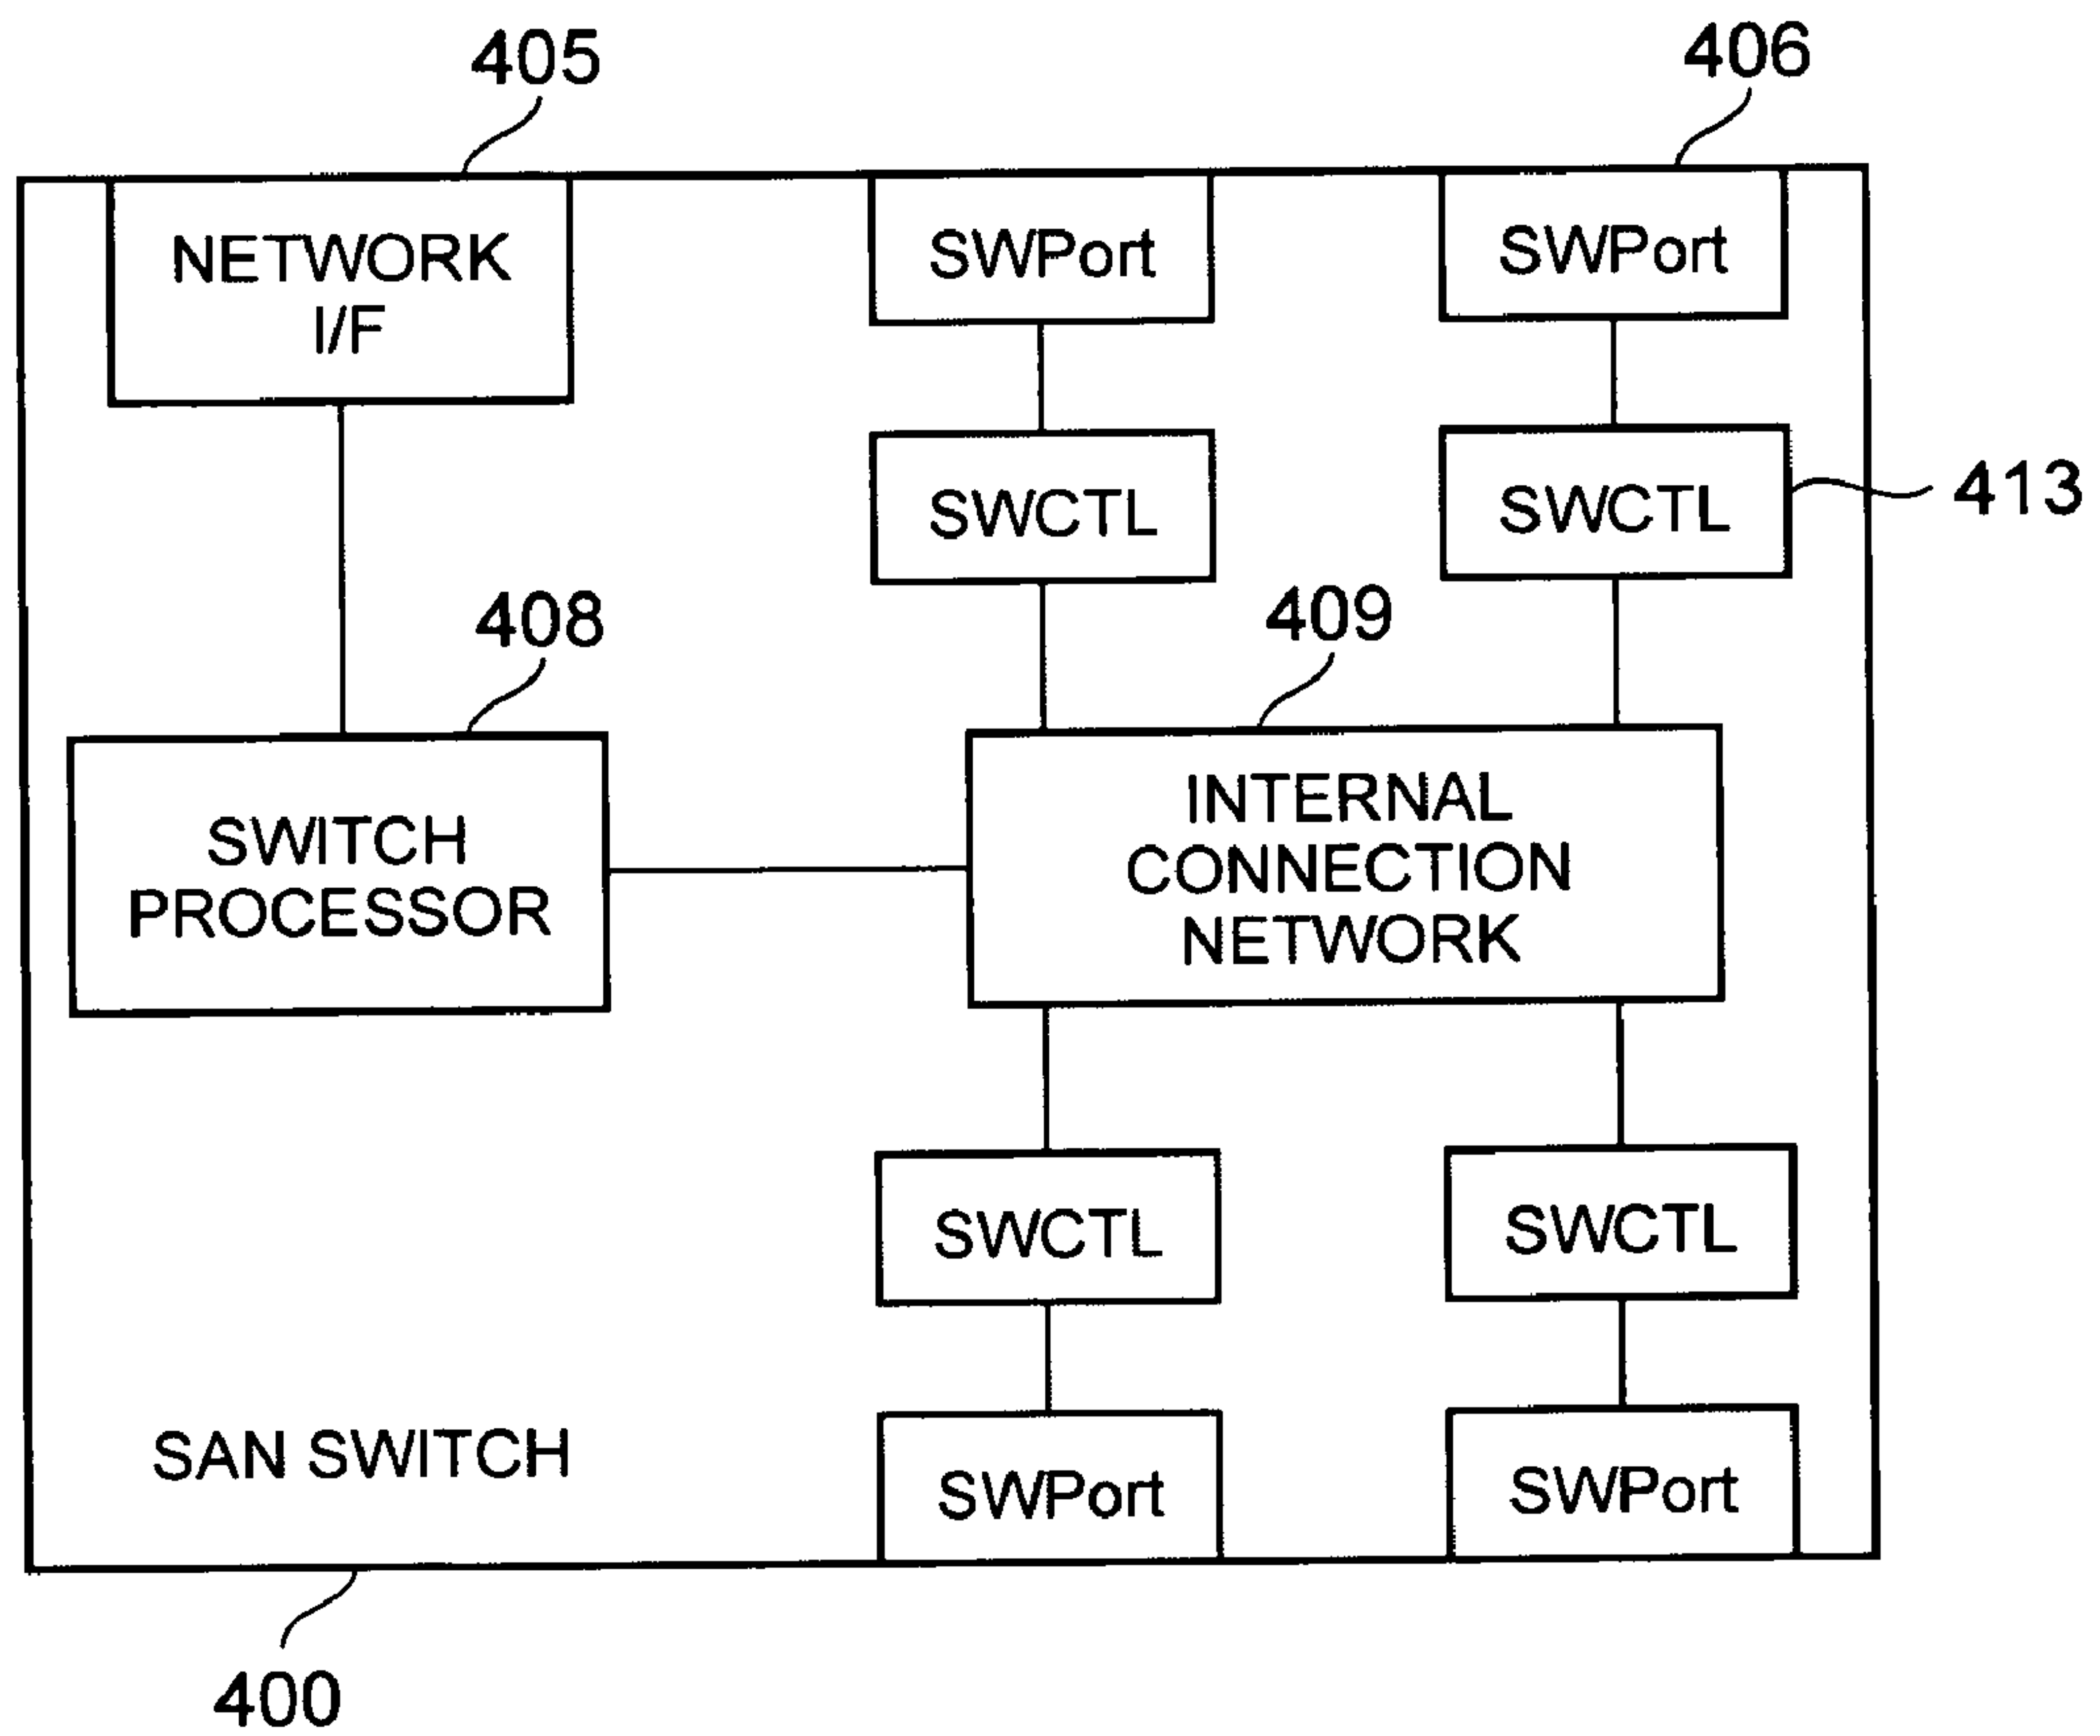 405
406
NETWORK
I/F
SWPort
SWPort
SWCTL
SWCTL
413
408
409
SWITCH
PROCESSOR
INTERNAL
CONNECTION
NETWORK
SWCTL
SWCTL
SAN SWITCH
SWPort
SWPort
400